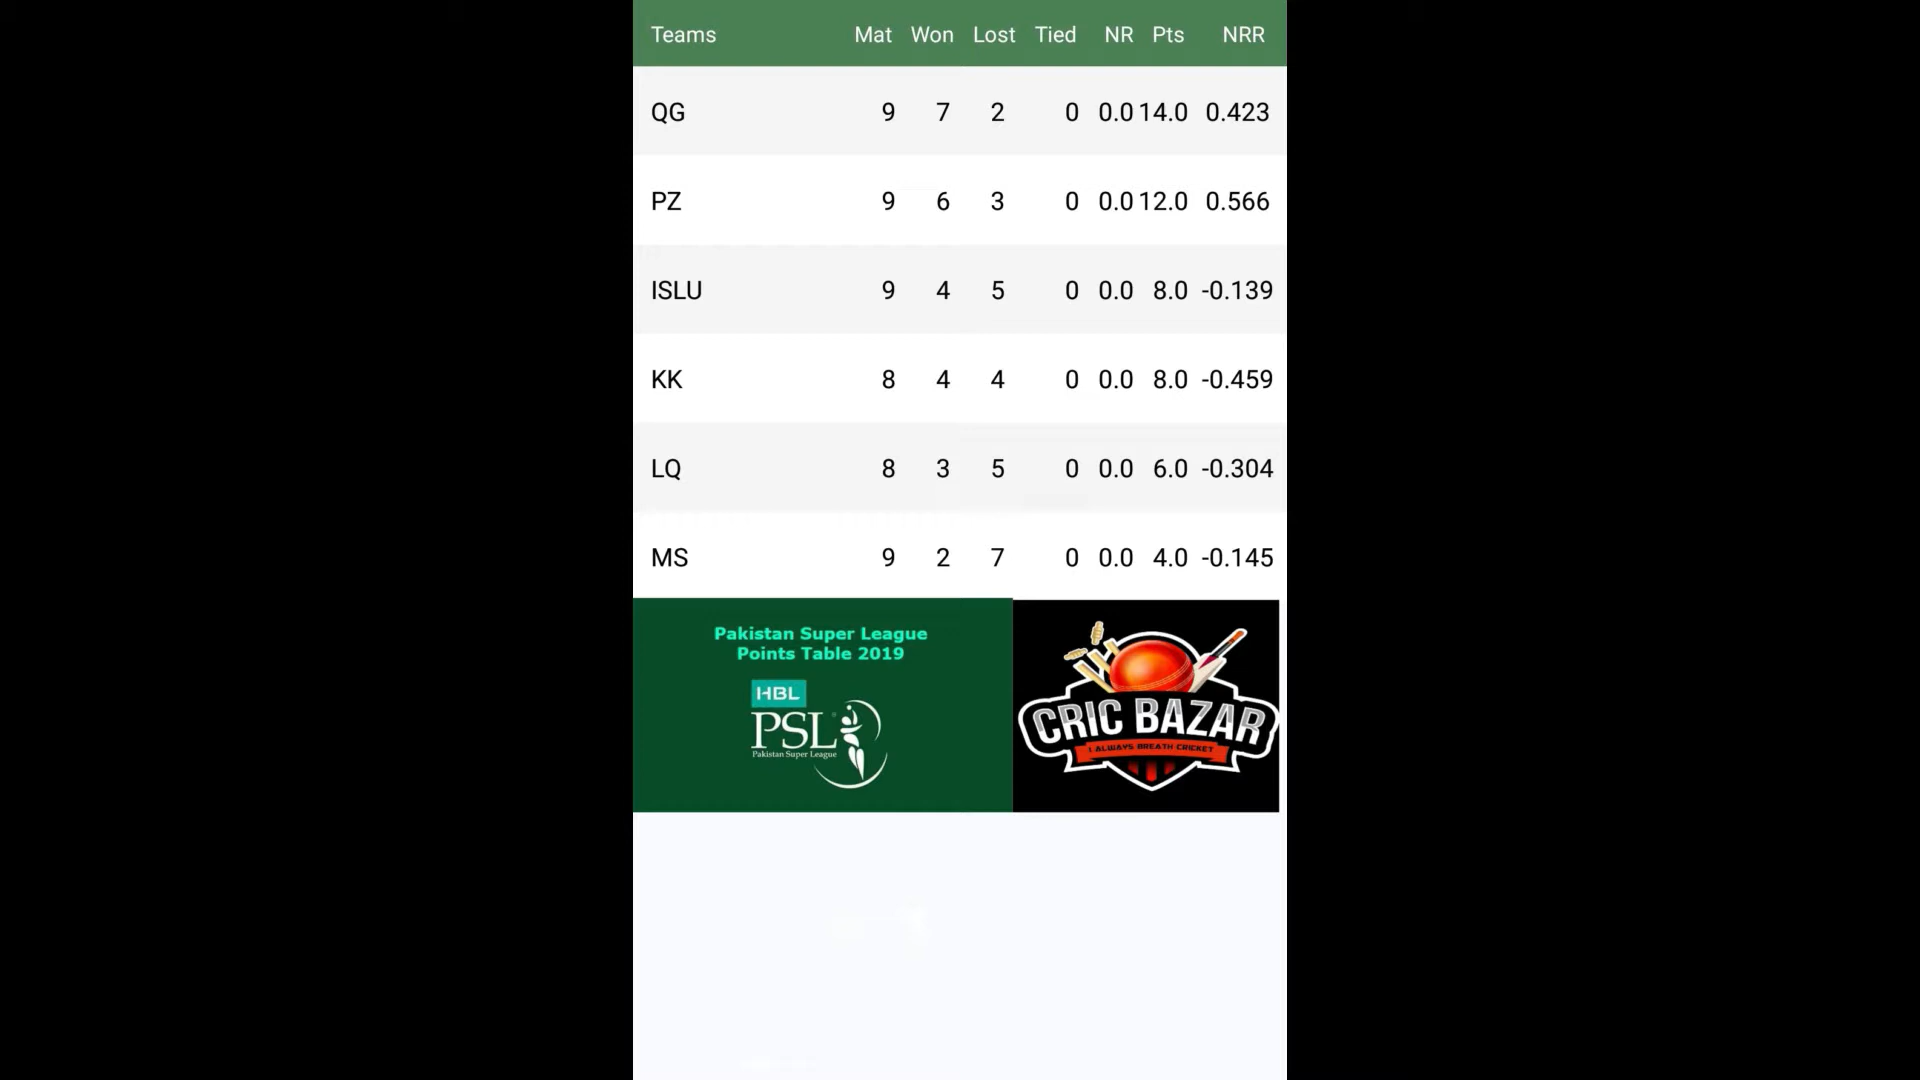 Teams Mat Won Lost Tied NR Pts NRR
QG 9 7 2 0 0.0 14.0 0.423
PZ 9 6 3 0 0.0 12.0 0.566
ISLU 9 4 5 0 0.0 8.0 -0.139
KK 8 4 4 0 0.0 8.0 -0.459
LQ 8 3 5 0 0.0 6.0 -0.304
MS 9 2 7 0 0.0 4.0 -0.145
Pakistan Super League
Points Table 2019
HBL
PSL
Pakistan Super League
CRIC BAZAR
I ALWAYS BREATH CRICKET